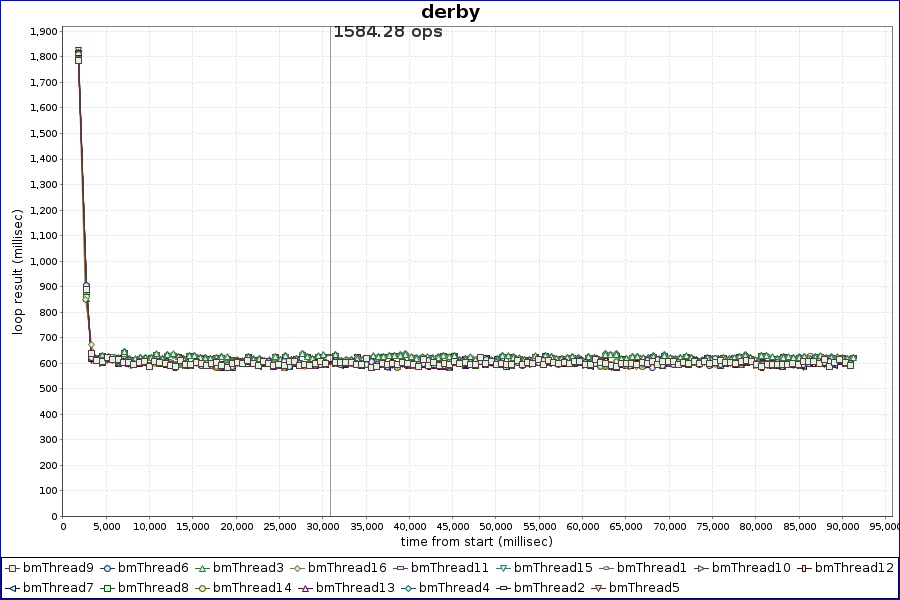 derby
1584.28 ops
1,900
1,800
1,700
1,600
1,500
1,400
1,300
1,200
1,100
1,000
900
800
700
600
500
400
300
200
100
0
loop result (millisec)
0 5,000 10,000 15,000 20,000 25,000 30,000 35,000 40,000 45,000 50,000 55,000 60,000 65,000 70,000 75,000 80,000 85,000 90,000 95,000
time from start (millisec)
bmThread9 bmThread6 bmThread3 bmThread16 bmThread11 bmThread15 bmThread1 bmThread10 bmThread12
bmThread7 bmThread8 bmThread14 bmThread13 bmThread4 bmThread2 bmThread5